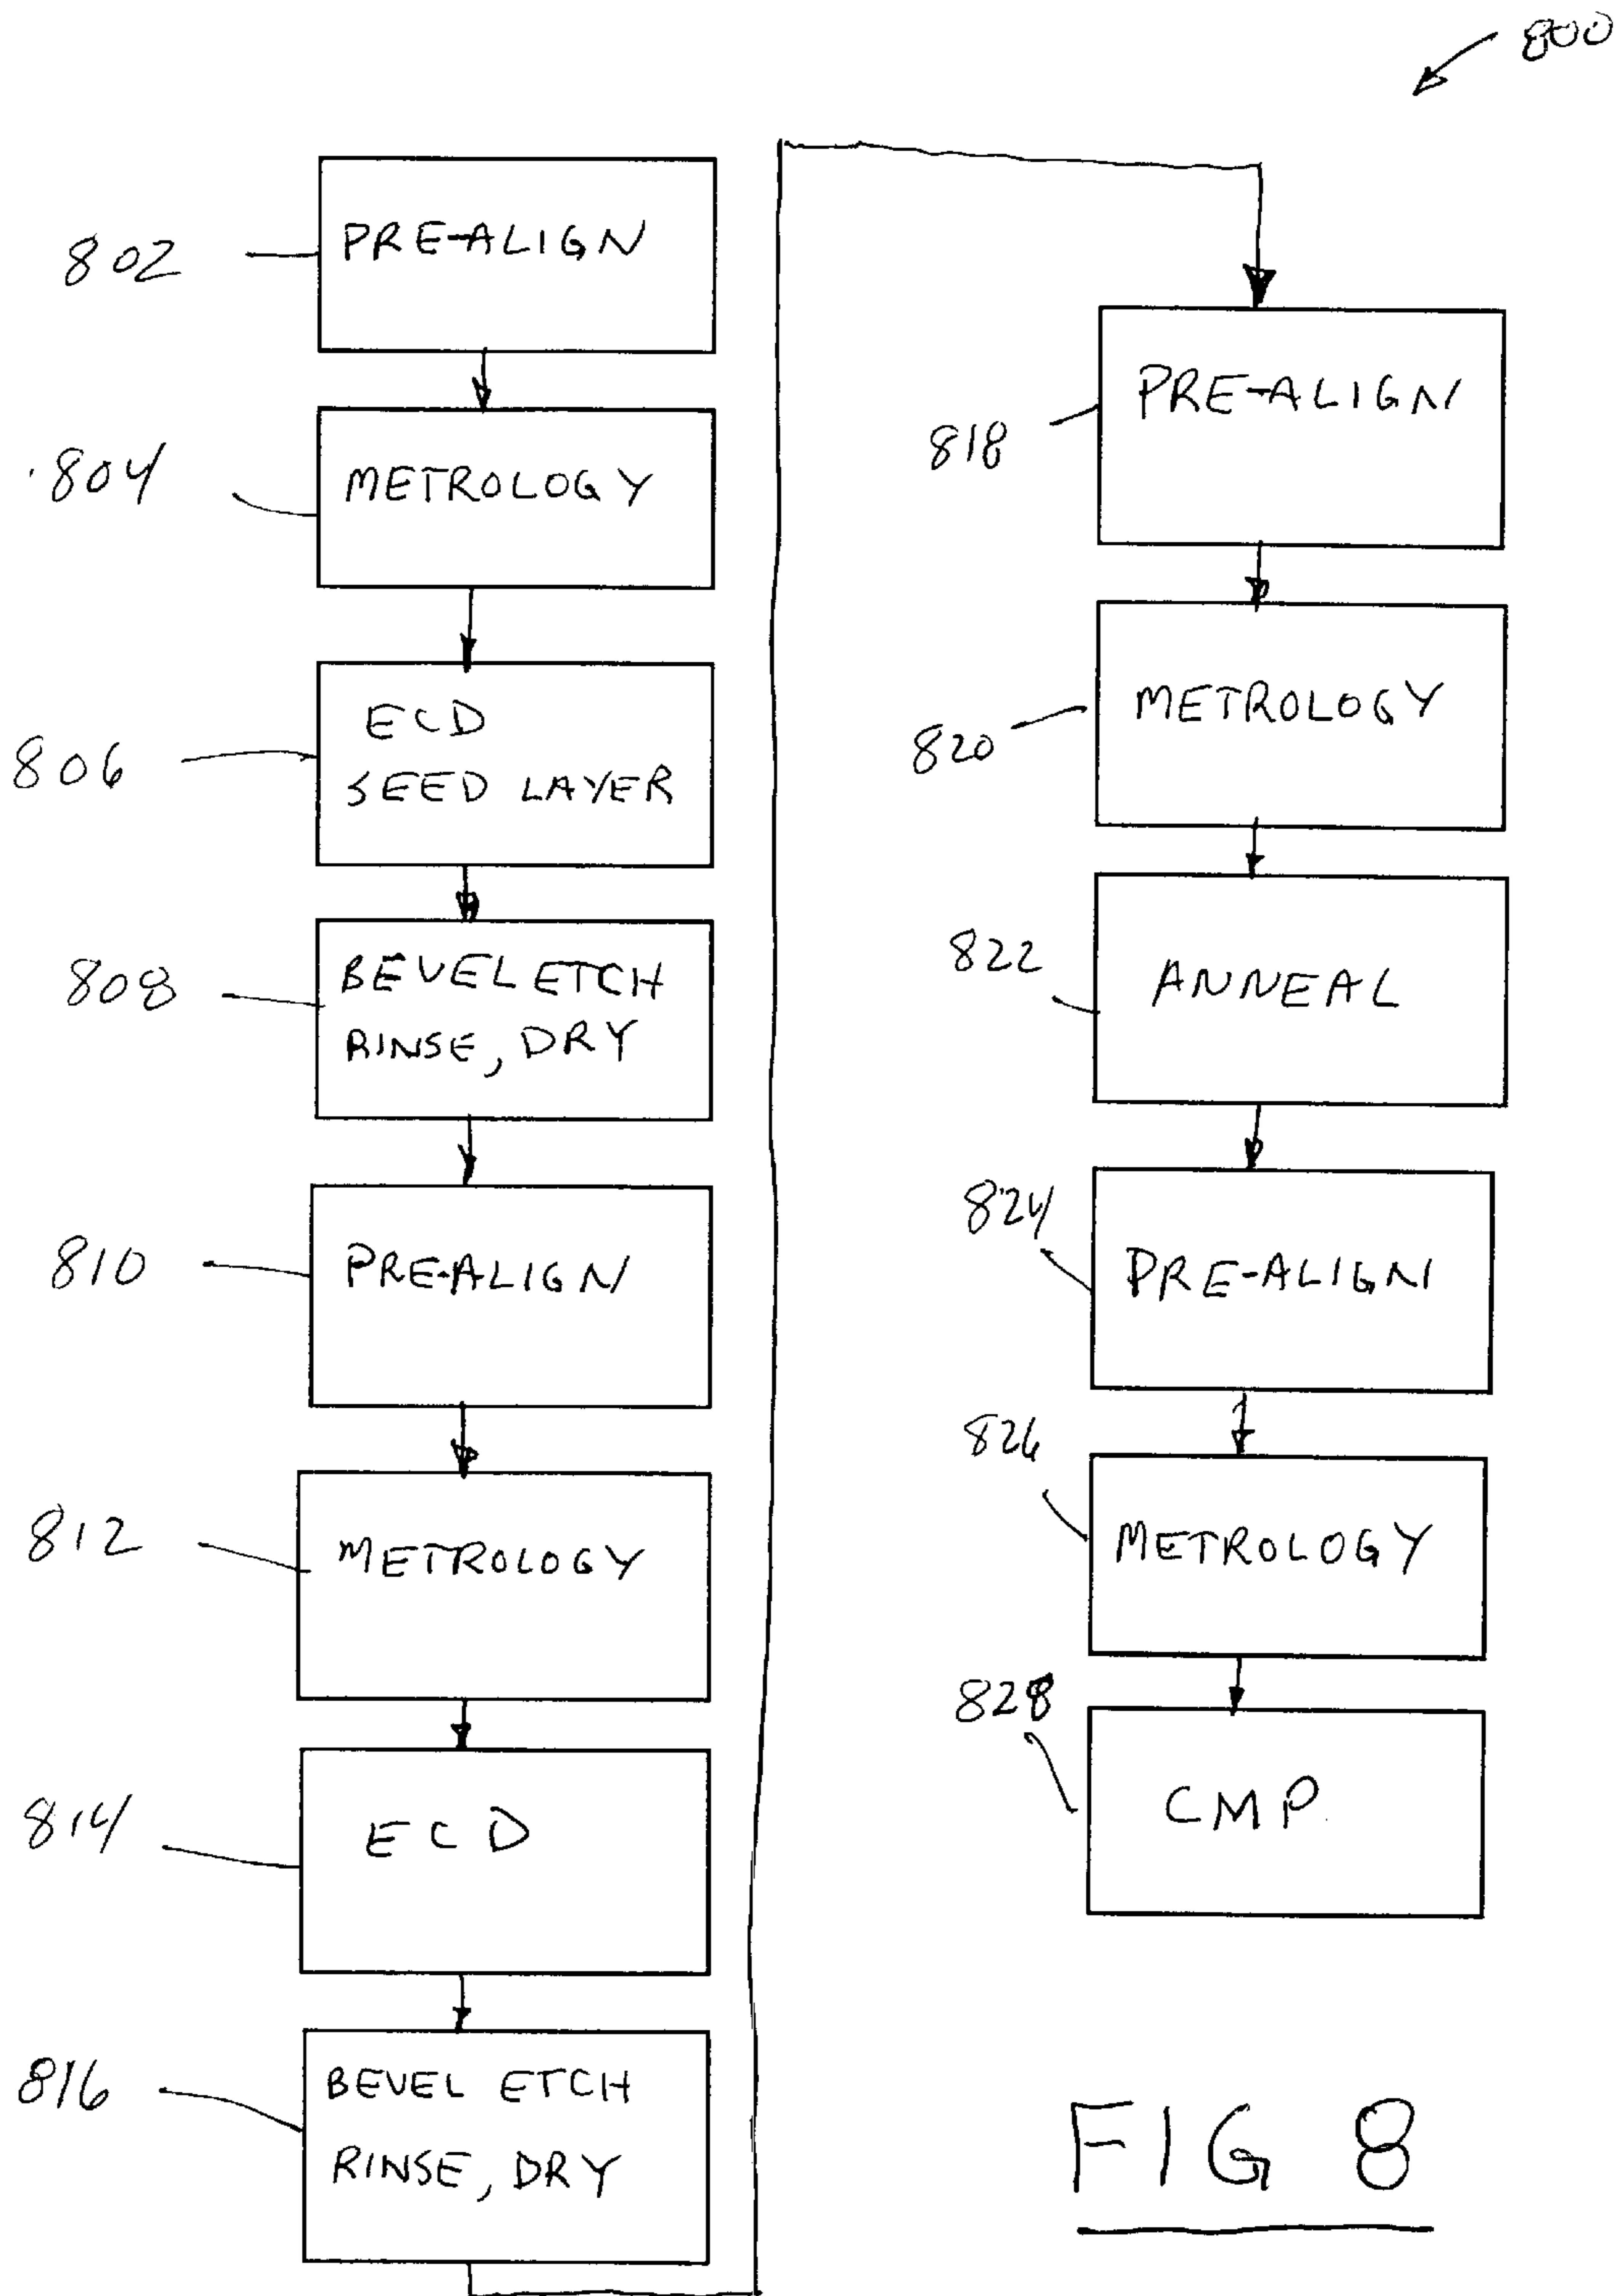 800
802
PRE-ALIGN
804
METROLOGY
806
ECD
SEED LAYER
808
BEVEL ETCH
RINSE, DRY
810
PRE-ALIGN
812
METROLOGY
814
ECD
816
BEVEL ETCH
RINSE, DRY
818
PRE-ALIGN
820
METROLOGY
822
ANNEAL
824
PRE-ALIGN
826
METROLOGY
828
CMP
FIG 8